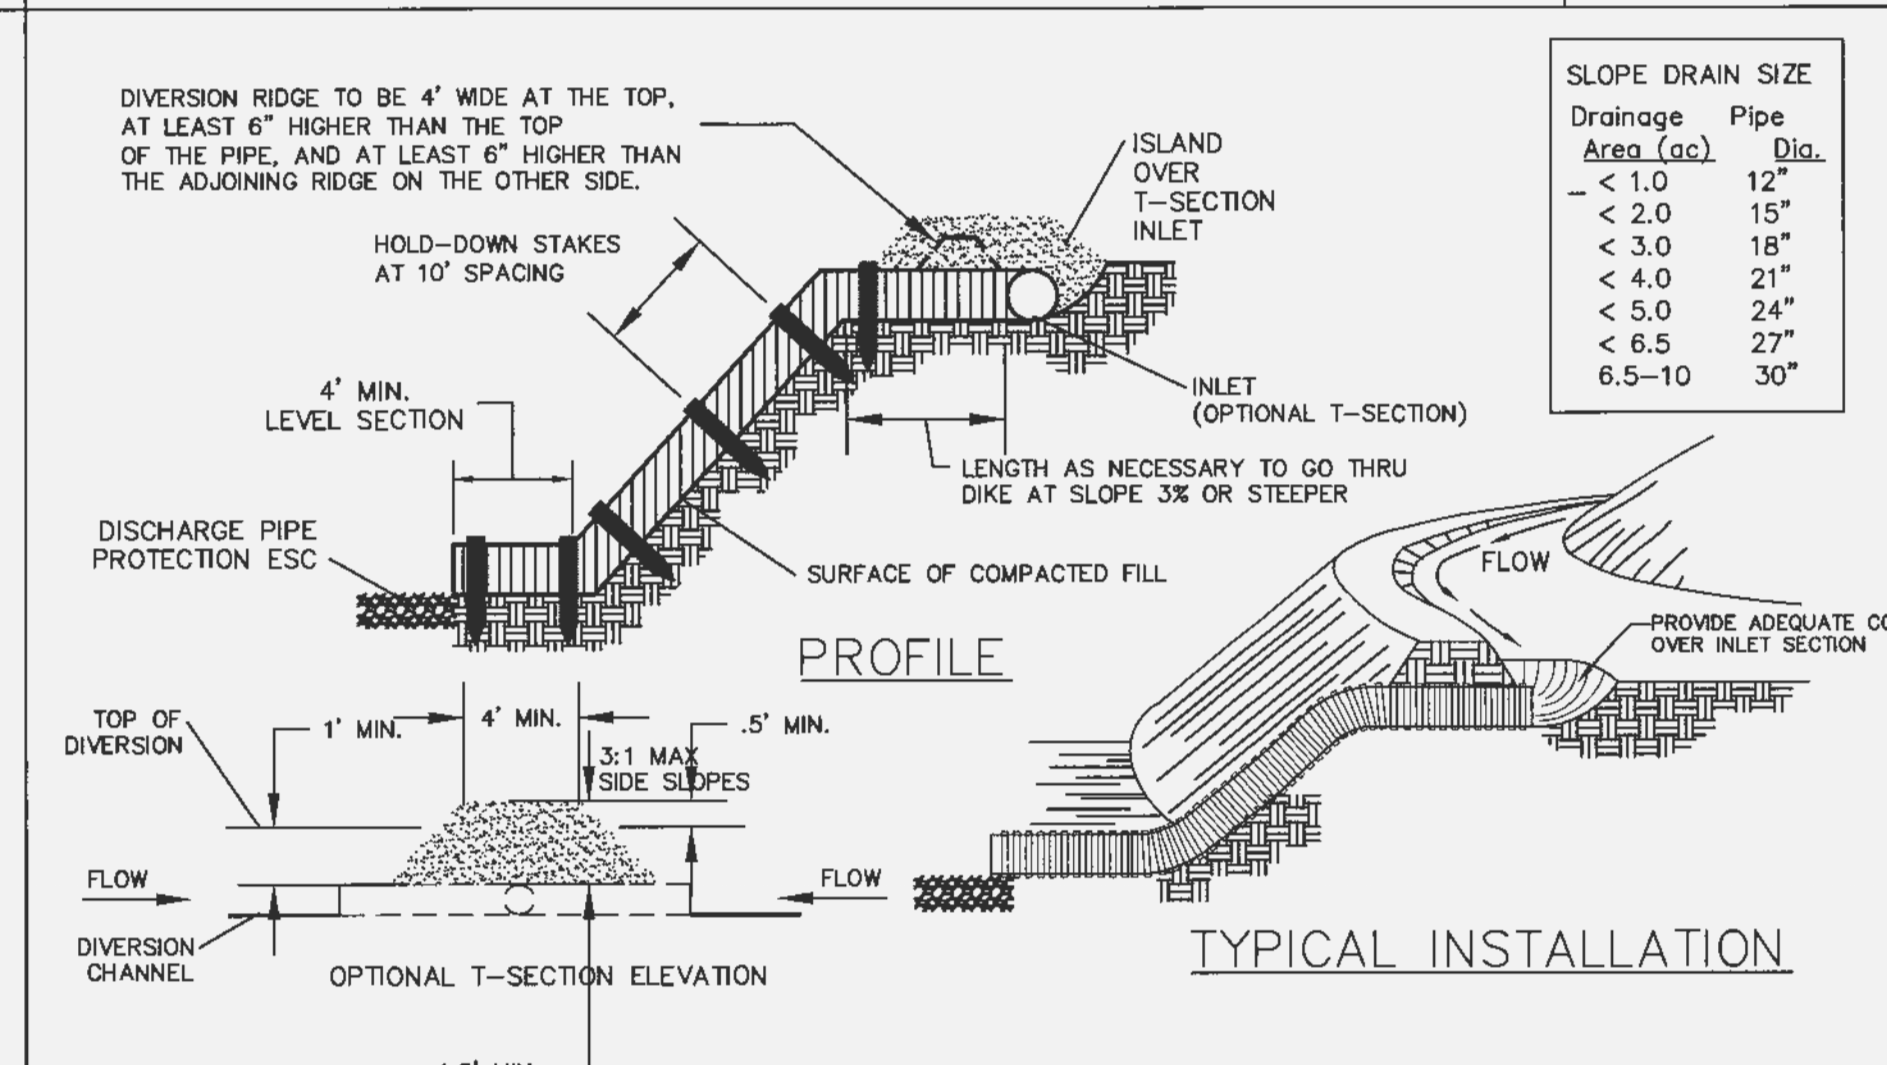 DIVERSION RIDGE TO BE 4' WIDE AT THE TOP,
AT LEAST 6" HIGHER THAN THE TOP
OF THE PIPE, AND AT LEAST 6" HIGHER THAN
THE ADJOINING RIDGE ON THE OTHER SIDE.
HOLD-DOWN STAKES
AT 10' SPACING
ISLAND
OVER
T-SECTION
INLET
SLOPE DRAIN SIZE
Drainage Pipe
Area (ac) Dia.
< 1.0 12"
< 2.0 15"
< 3.0 18"
< 4.0 21"
< 5.0 24"
< 6.5 27"
6.5-10 30"
4' MIN.
LEVEL SECTION
INLET
(OPTIONAL T-SECTION)
LENGTH AS NECESSARY TO GO THRU
DIKE AT SLOPE 3% OR STEEPER
DISCHARGE PIPE
PROTECTION ESC
SURFACE OF COMPACTED FILL
PROFILE
FLOW
PROVIDE ADEQUATE
OVER INLET SECTION
TOP OF
DIVERSION
1' MIN.
4' MIN.
.5' MIN.
3:1 MAX
SIDE SLOPES
FLOW
FLOW
DIVERSION
CHANNEL
OPTIONAL T-SECTION ELEVATION
TYPICAL INSTALLATION